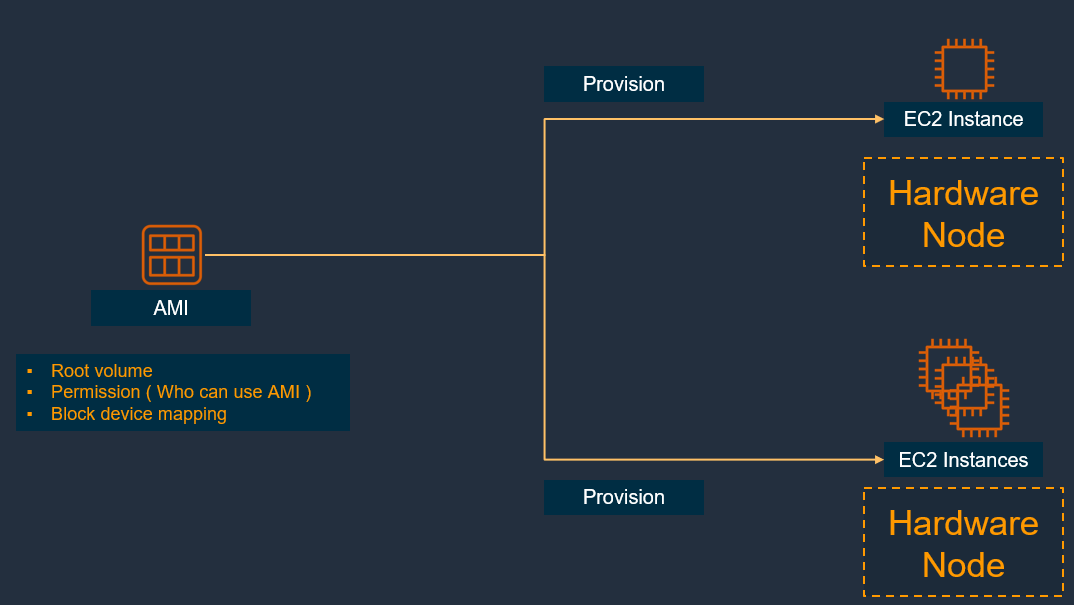 Provision
EC2 Instance
Hardware
Node
AMI
▪ Root volume
▪ Permission ( Who can use AMI )
▪ Block device mapping
EC2 Instances
Provision
Hardware
Node